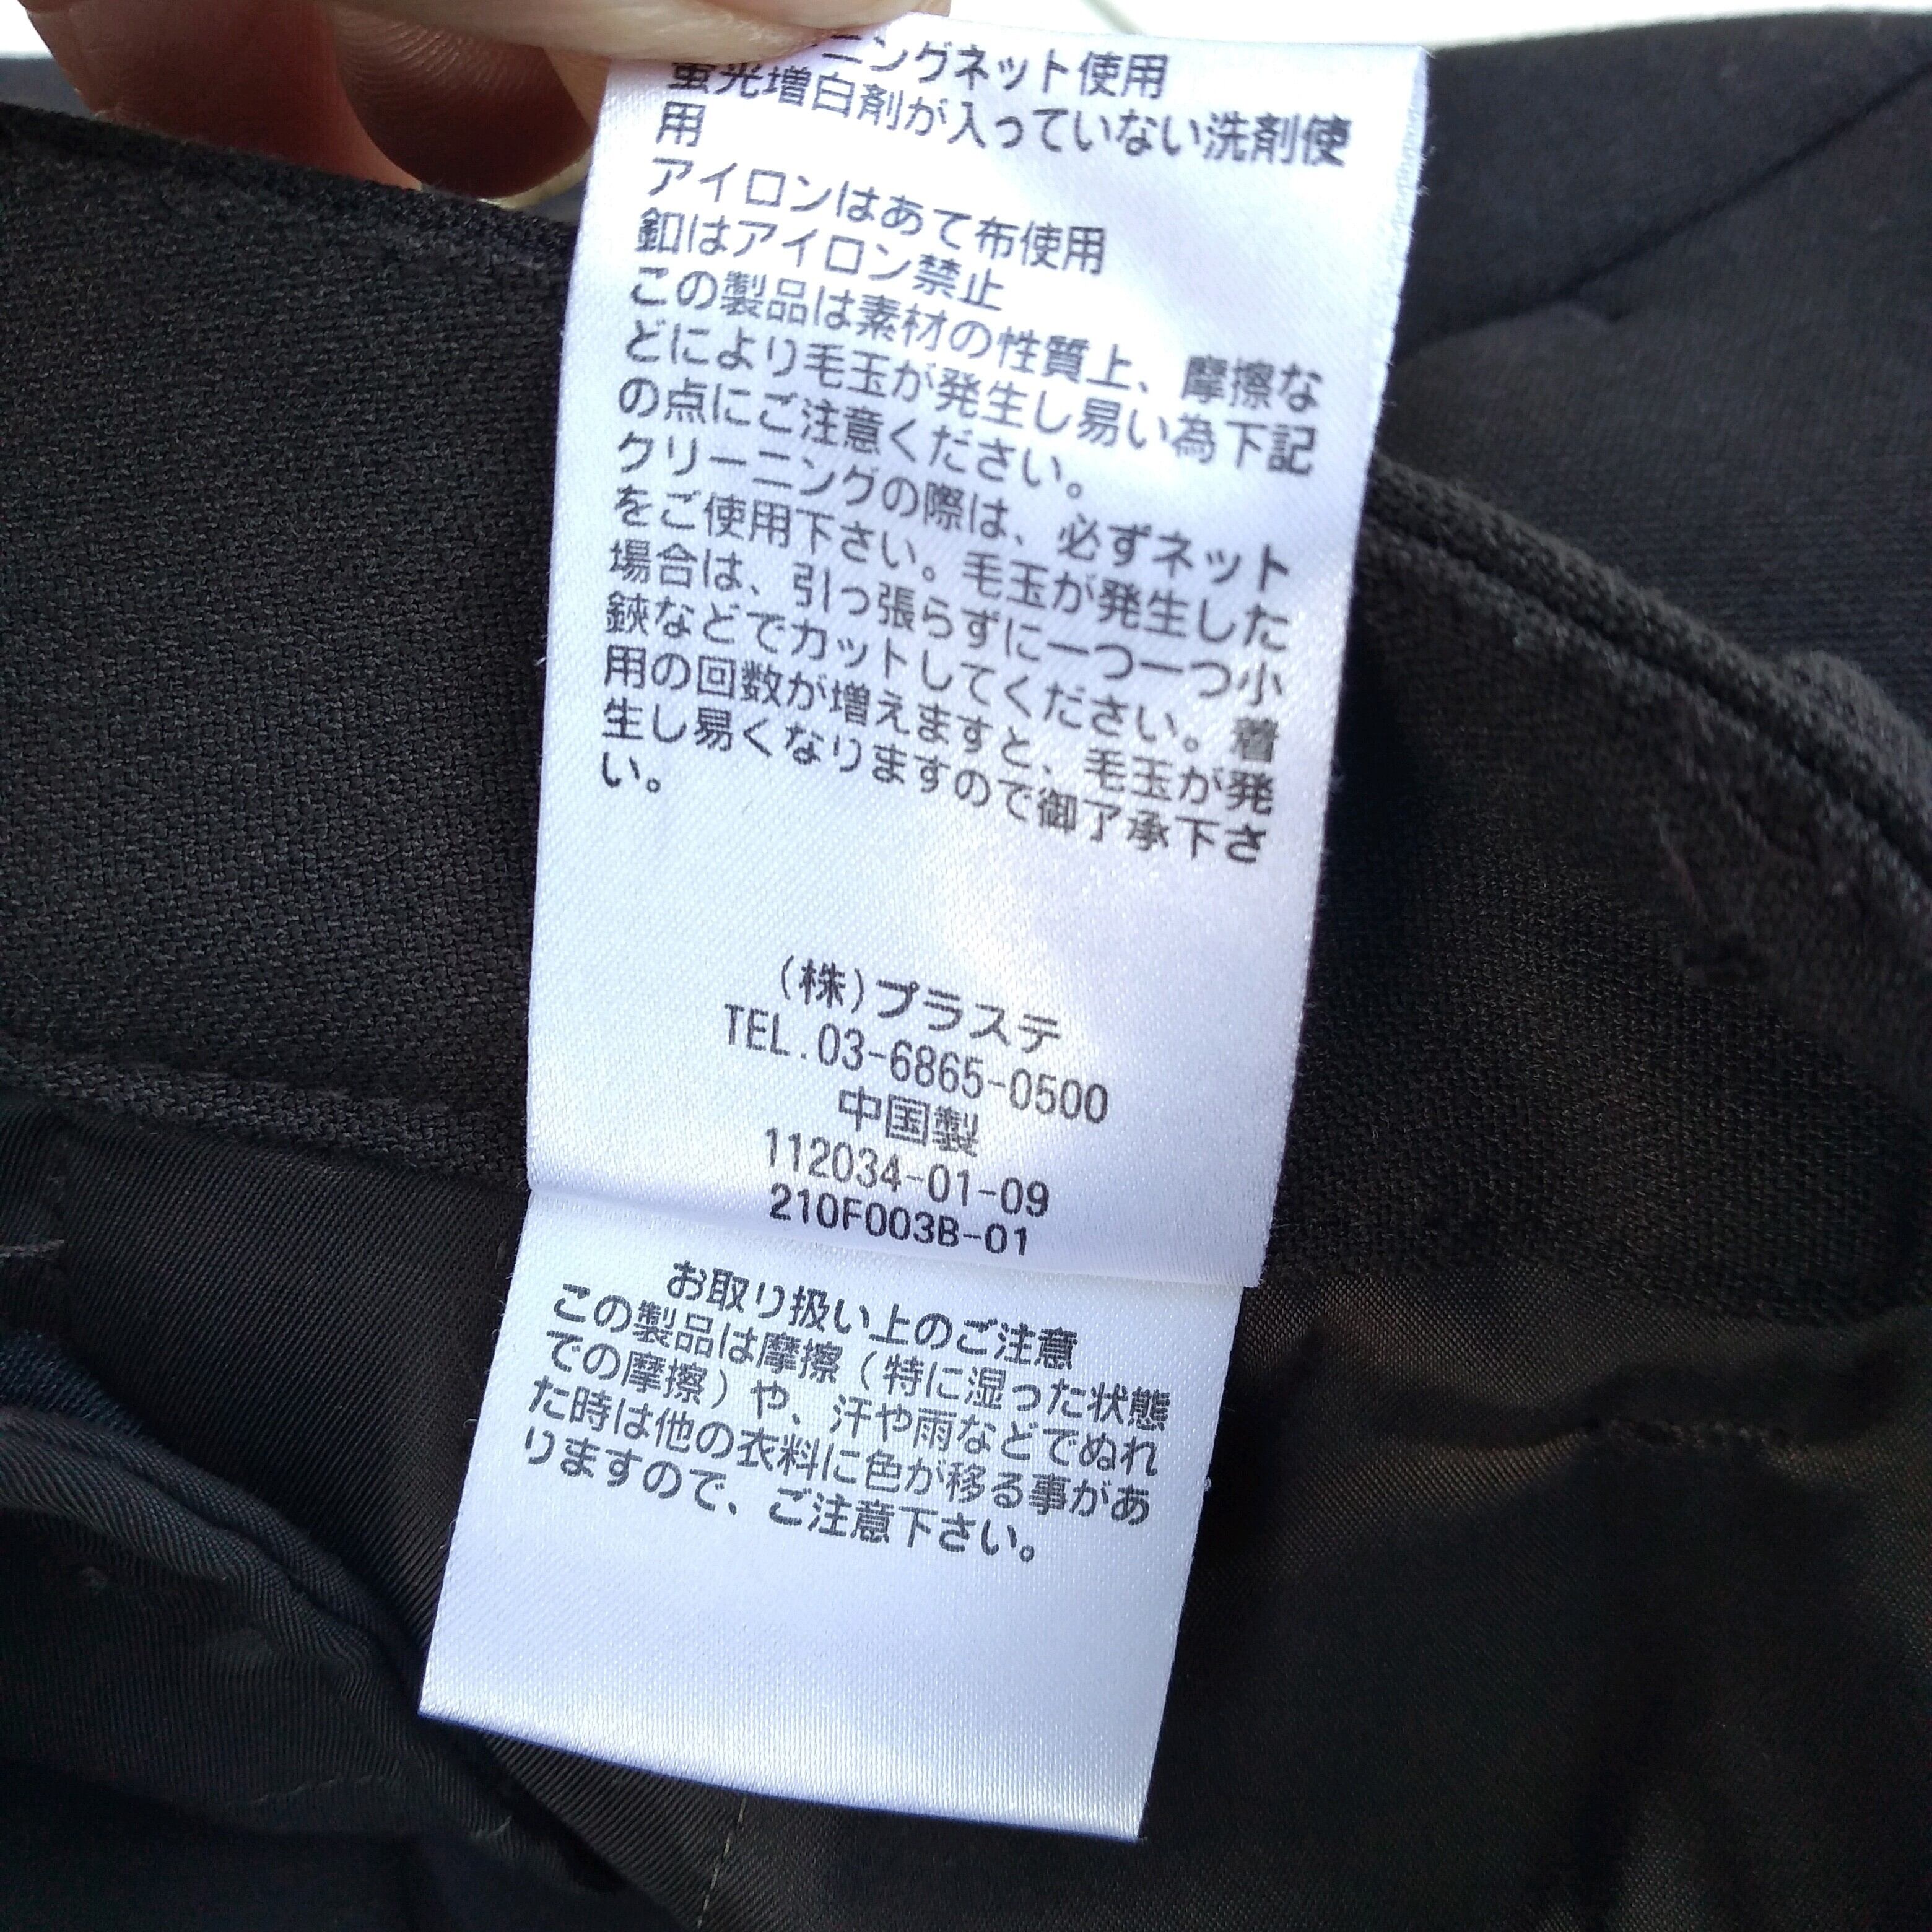 ニングネット使用
蛍光増白剤が入っていない洗剤使
用
アイロンはあて布使用
釦はアイロン禁止
この製品は素材の性質上、摩擦な
どにより毛玉が発生し易い為下記
の点にご注意ください。
クリーニングの際は、必ずネット
をご使用下さい。毛玉が発生した
場合は、引っ張らずに一つ一つ小
鋏などでカットしてください。着
用の回数が増えますと、毛玉が発
生し易くなりますので御了承下さ
い。
(株)プラステ
TEL.03-6865-0500
中国製
112034-01-09
210F003B-01
お取り扱い上のご注意
この製品は摩擦(特に湿った状態
での摩擦)や、汗や雨などでぬれ
た時は他の衣料に色が移る事があ
りますので、ご注意下さい。